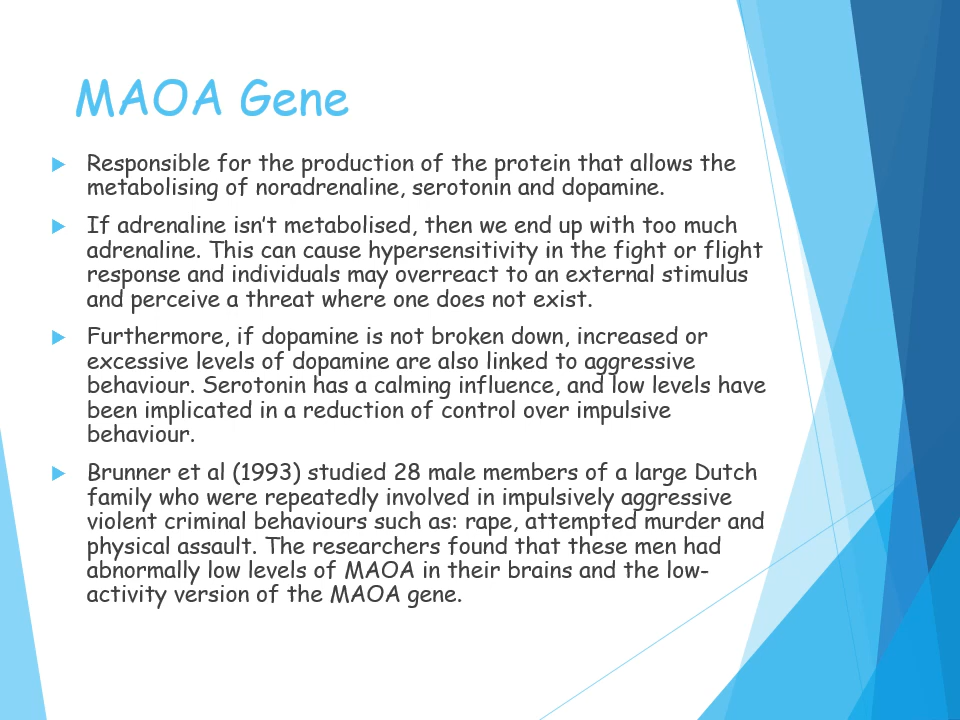 MAOA Gene
Responsible for the production of the protein that allows the
metabolising of noradrenaline, serotonin and dopamine.
If adrenaline isn’t metabolised, then we end up with too much
adrenaline. This can cause hypersensitivity in the fight or flight
response and individuals may overreact to an external stimulus
and perceive a threat where one does not exist.
Furthermore, if dopamine is not broken down, increased or
excessive levels of dopamine are also linked to aggressive
behaviour. Serotonin has a calming influence, and low levels have
been implicated in a reduction of control over impulsive
behaviour.
Brunner et al (1993) studied 28 male members of a large Dutch
family who were repeatedly involved in impulsively aggressive
violent criminal behaviours such as: rape, attempted murder and
physical assault. The researchers found that these men had
abnormally low levels of MAOA in their brains and the low-
activity version of the MAOA gene.